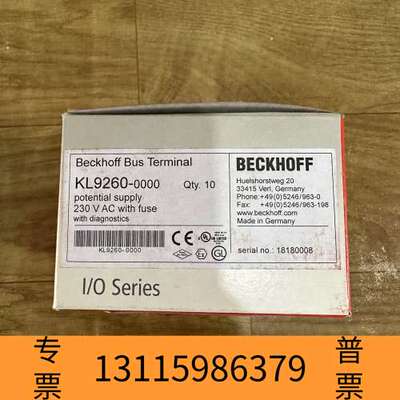 Beckhoff Bus Terminal
KL9260-0000 Qty. 10
potential supply
230 V AC with fuse
with diagnostics
KL9260-0000
BECKHOFF
Huelshorstweg 20
33415 Verl, Germany
Phone:+49(0)5246/963-0
Fax: +49(0)5246/963-198
www.beckhoff.com
Made in Germany
serial no.: 18180008
I/O Series
专票
13115986379
普票